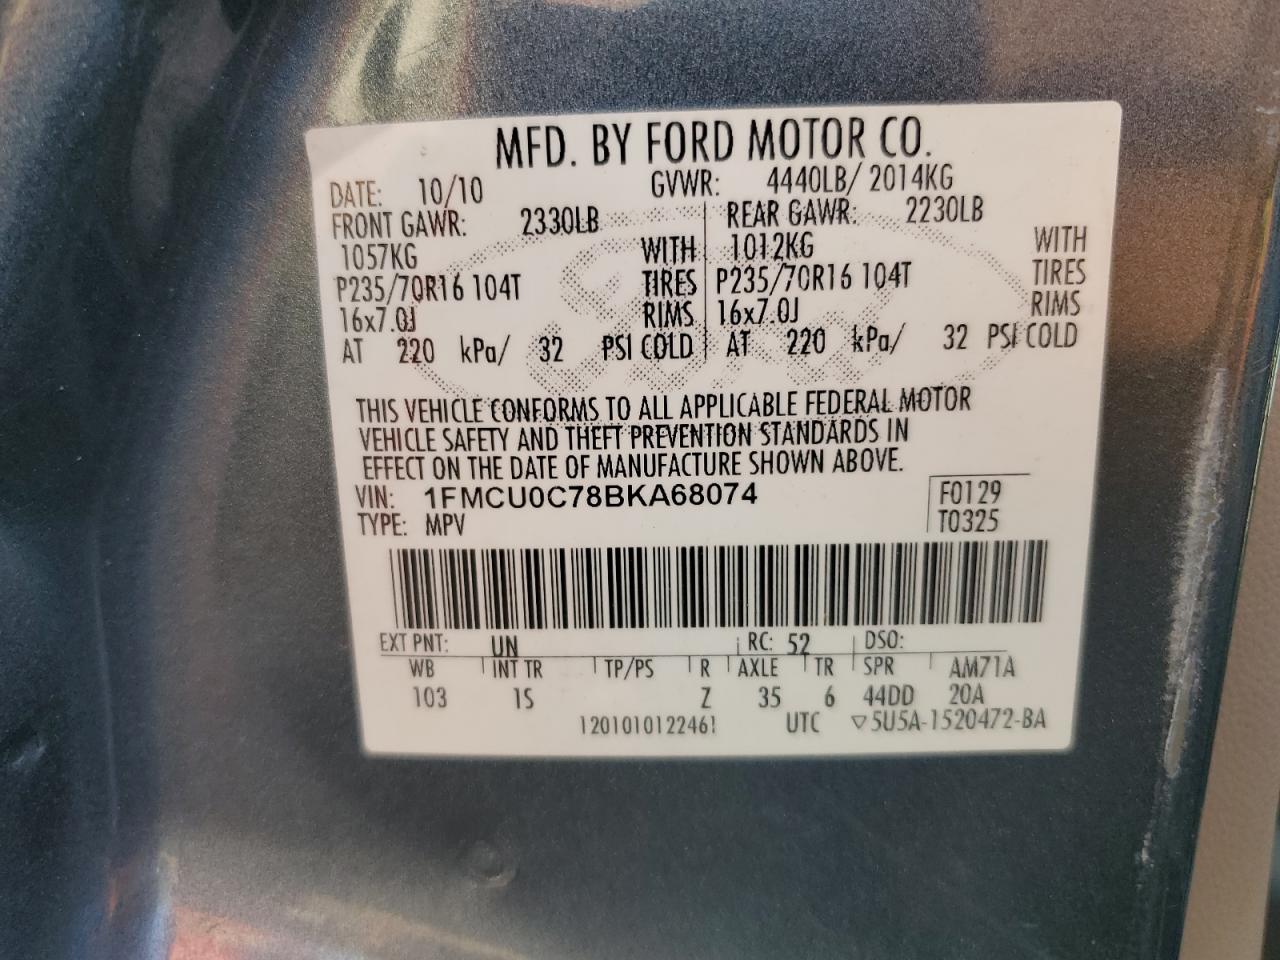 MFD. BY FORD MOTOR CO.
DATE: 10/10 GVWR: 4440LB/ 2014KG
FRONT GAWR: 2330LB REAR GAWR: 2230LB
1057KG WITH 1012KG WITH
P235/70R16 104T TIRES P235/70R16 104T TIRES
16x7.0J RIMS 16x7.0J RIMS
AT 220 kPa/ 32 PSI COLD AT 220 kPa/ 32 PSI COLD
THIS VEHICLE CONFORMS TO ALL APPLICABLE FEDERAL MOTOR
VEHICLE SAFETY AND THEFT PREVENTION STANDARDS IN
EFFECT ON THE DATE OF MANUFACTURE SHOWN ABOVE.
VIN: 1FMCU0C78BKA68074 F0129
TYPE: MPV T0325
EXT PNT: UN RC: 52 DSO:
WB INT TR TP/PS R AXLE TR SPR AM71A
103 1S Z 35 6 44DD 20A
1201010122461 UTC ▽5U5A-1520472-BA